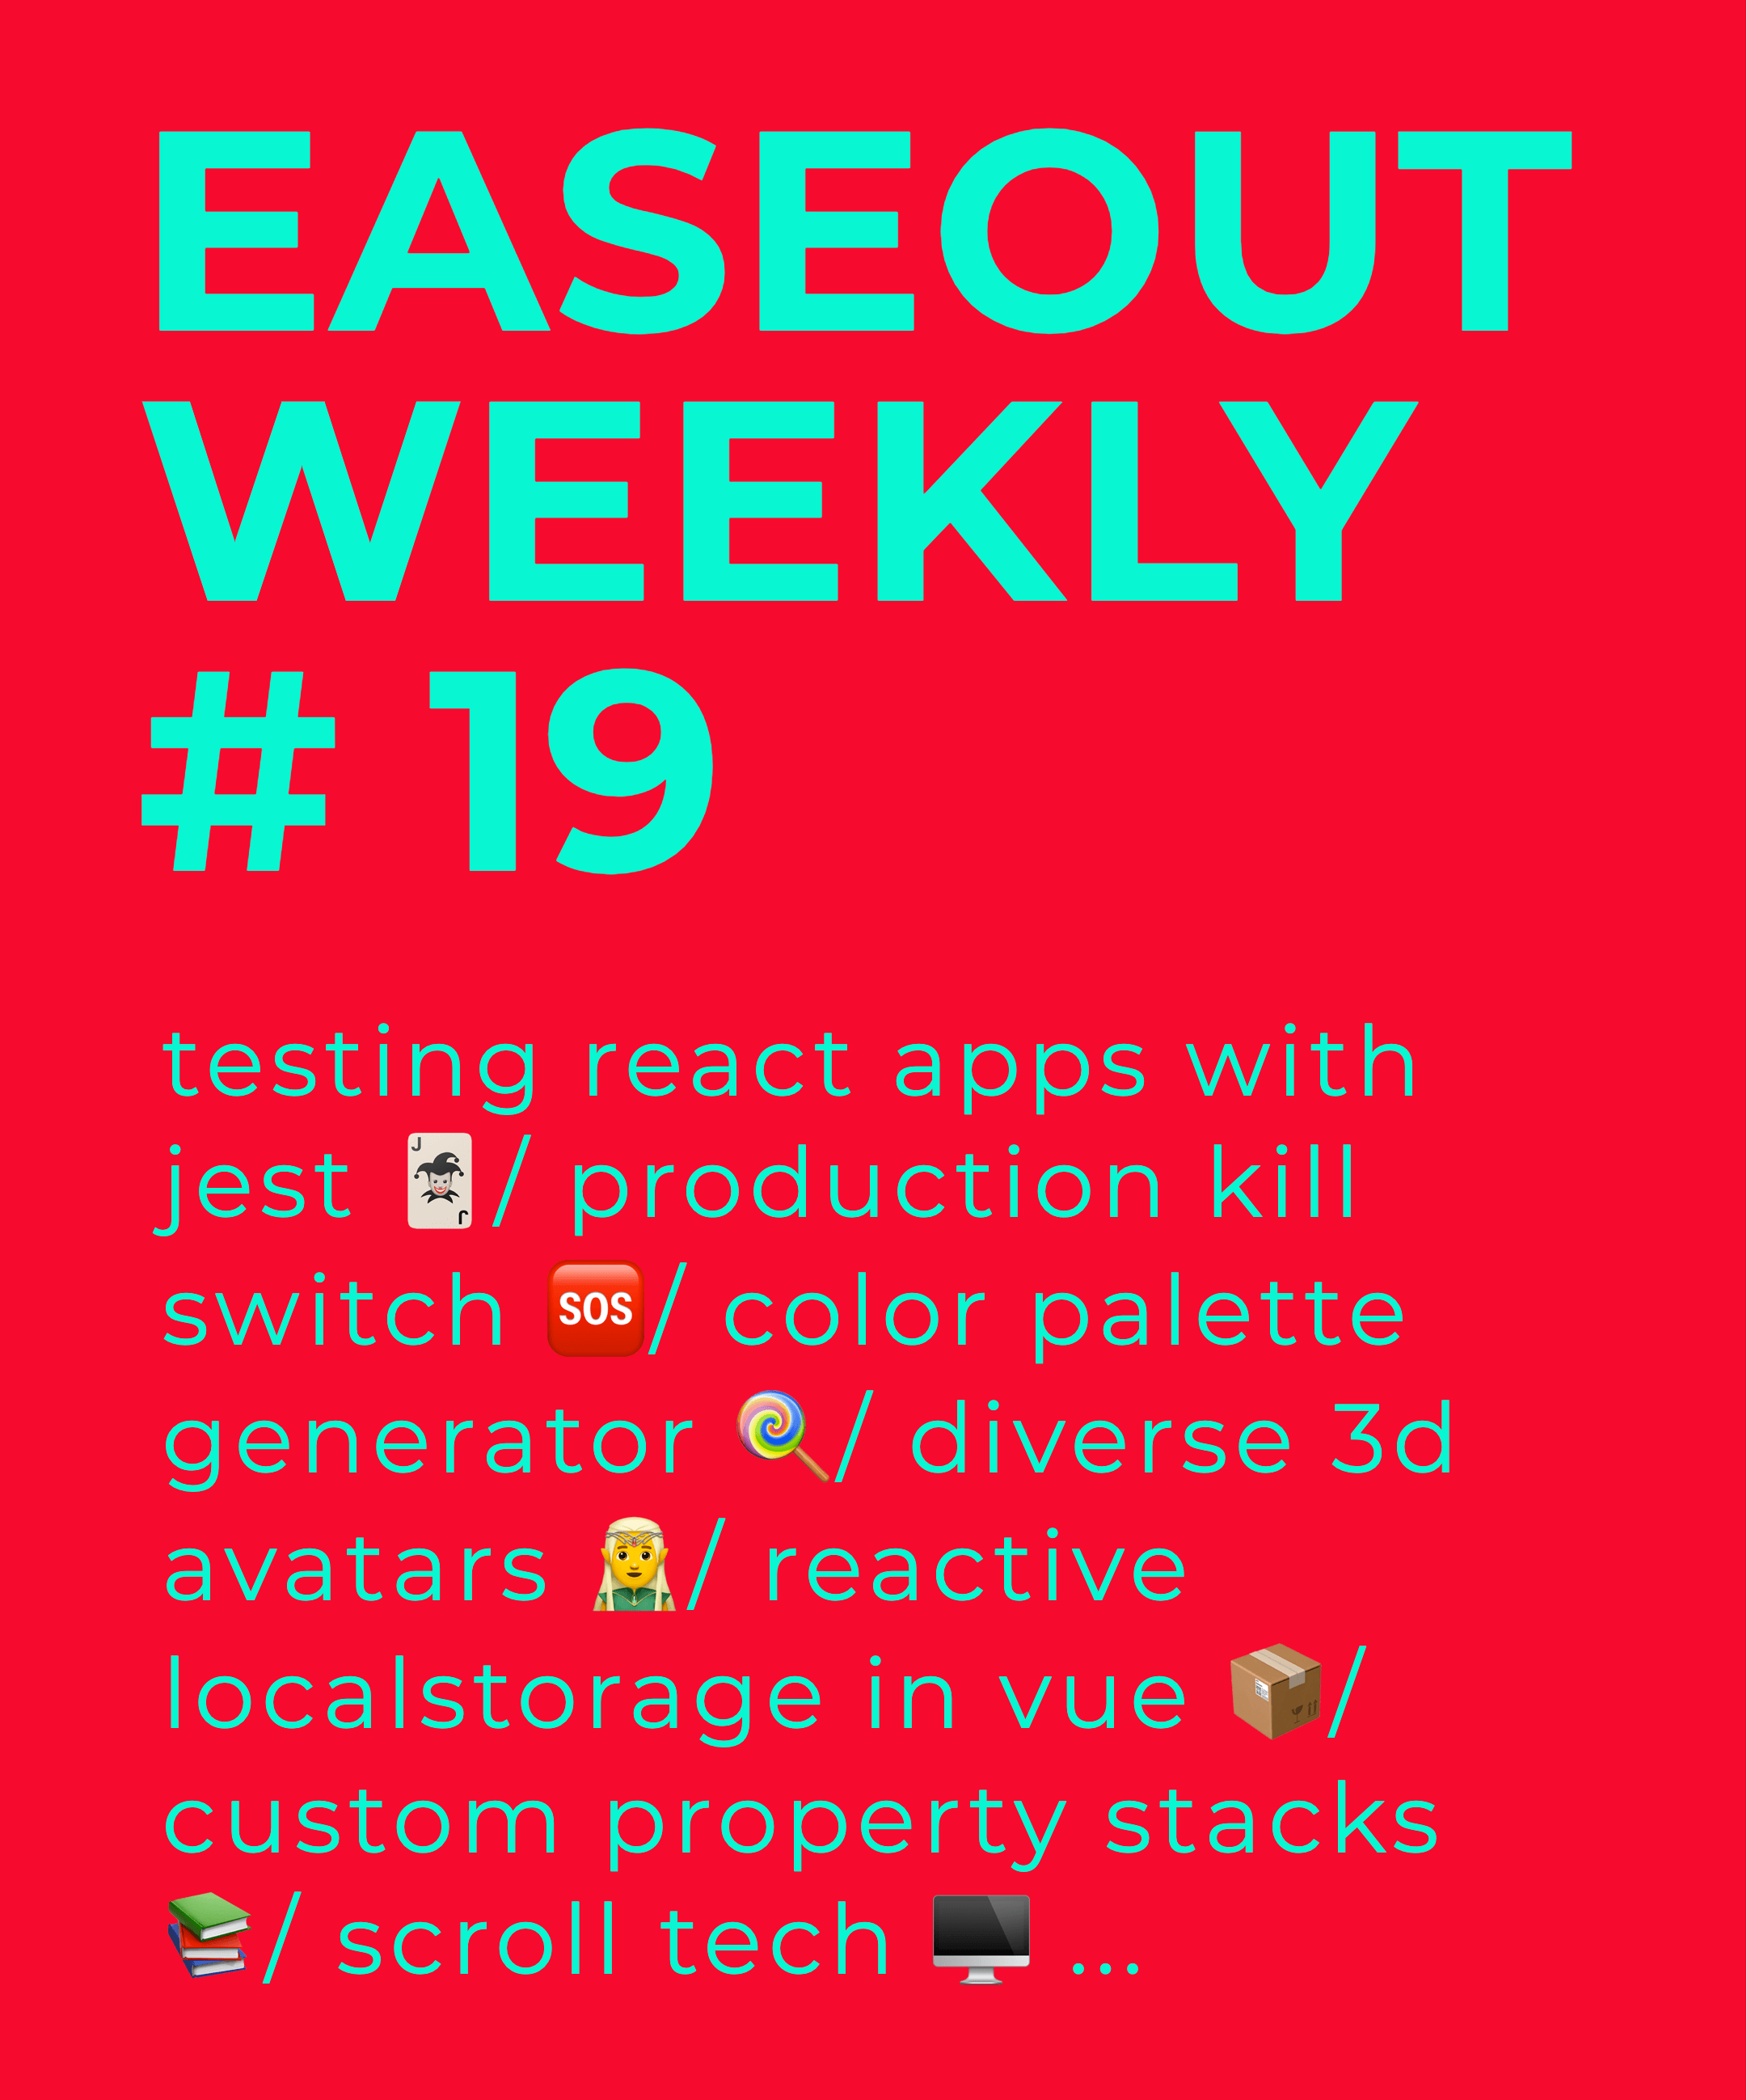 EASEOUT
WEEKLY
# 19
testing react apps with
jest 🃏/ production kill
switch 🆘/ color palette
generator 🍭/ diverse 3d
avatars 🧝/ reactive
localstorage in vue 📦/
custom property stacks
📚/ scroll tech 🖥️ ...